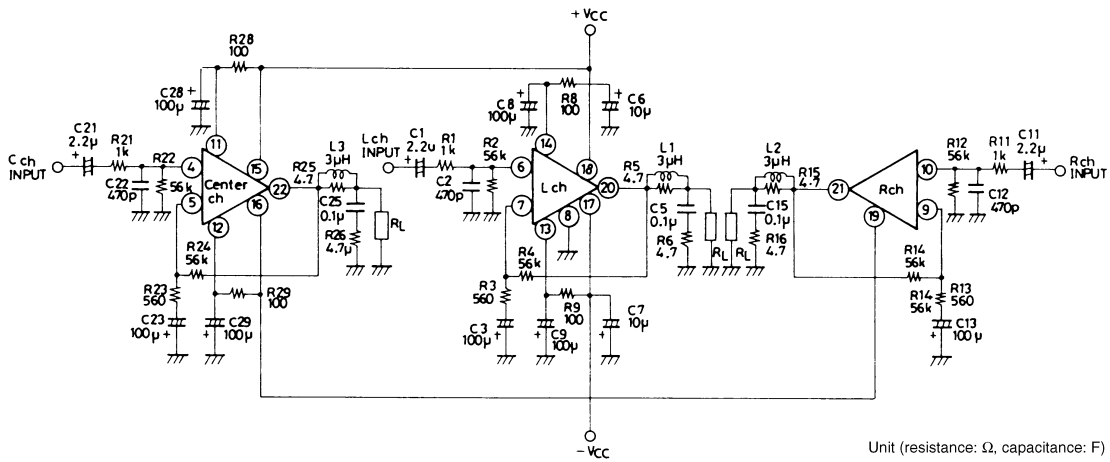 +VCC
R28
100
C28
100µ
+
11
C21
2.2µ
+
R21
1k
R22
56k
C22
470p
C ch
INPUT
4
5
Center
ch
12
15
16
22
R25
4.7
L3
3µH
C25
0.1µ
R26
4.7µ
RL
R24
56k
R23
560
C23
100µ
+
C29
100µ
+
R29
100
L ch
INPUT
C1
2.2υ
+
R1
1k
R2
56k
C2
470p
C8
100µ
+
R8
100
+
C6
10µ
14
6
7
L ch
13
8
18
17
20
R5
4.7
L1
3µH
C5
0.1µ
R6
4.7
RL
R4
56k
R3
560
C3
100µ
+
C9
100µ
+
R9
100
C7
10µ
+
L2
3µH
R15
4.7
C15
0.1µ
R16
4.7
RL
21
Rch
19
10
9
R12
56k
R11
1k
C11
2.2µ
+
C12
470p
Rch
INPUT
R14
56k
R14
56k
R13
560
C13
100µ
+
-VCC
Unit (resistance: Ω, capacitance: F)